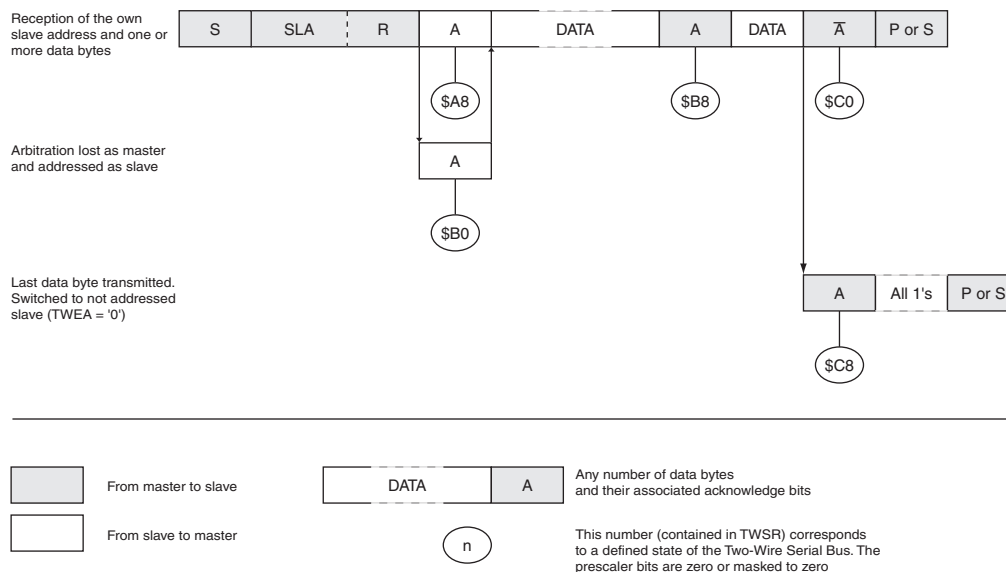 Reception of the own
slave address and one or
more data bytes
S SLA R A DATA A DATA A̅ P or S
$A8 $B8 $C0
Arbitration lost as master
and addressed as slave
A
$B0
Last data byte transmitted.
Switched to not addressed
slave (TWEA = '0')
A All 1's P or S
$C8
From master to slave
DATA A
Any number of data bytes
and their associated acknowledge bits
From slave to master
n
This number (contained in TWSR) corresponds
to a defined state of the Two-Wire Serial Bus. The
prescaler bits are zero or masked to zero